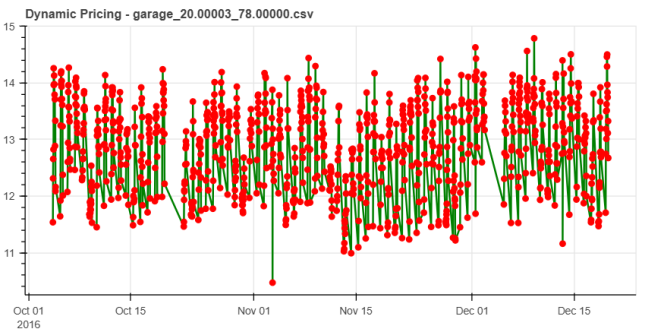 Dynamic Pricing - garage_20.00003_78.00000.csv
15
14
13
12
11
Oct 01
Oct 15
Nov 01
Nov 15
Dec 01
Dec 15
2016